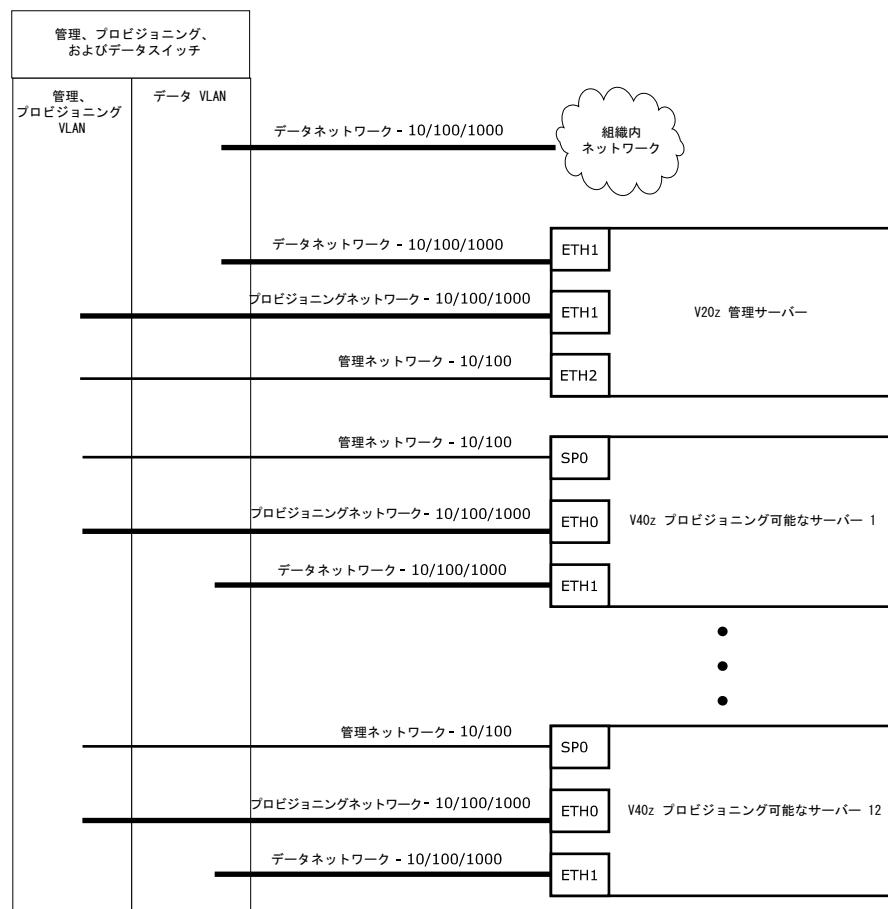 管理、プロビジョニング、
およびデータスイッチ
管理、
プロビジョニング
VLAN
データ VLAN
データネットワーク - 10/100/1000
組織内
ネットワーク
データネットワーク - 10/100/1000
ETH1
プロビジョニングネットワーク - 10/100/1000
ETH1
V20z 管理サーバー
管理ネットワーク - 10/100
ETH2
管理ネットワーク - 10/100
SP0
プロビジョニングネットワーク - 10/100/1000
ETH0
V40z プロビジョニング可能なサーバー 1
データネットワーク - 10/100/1000
ETH1
管理ネットワーク - 10/100
SP0
プロビジョニングネットワーク - 10/100/1000
ETH0
V40z プロビジョニング可能なサーバー 12
データネットワーク - 10/100/1000
ETH1